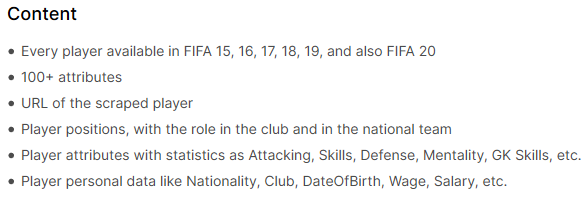 Content
• Every player available in FIFA 15, 16, 17, 18, 19, and also FIFA 20
• 100+ attributes
• URL of the scraped player
• Player positions, with the role in the club and in the national team
• Player attributes with statistics as Attacking, Skills, Defense, Mentality, GK Skills, etc.
• Player personal data like Nationality, Club, DateOfBirth, Wage, Salary, etc.